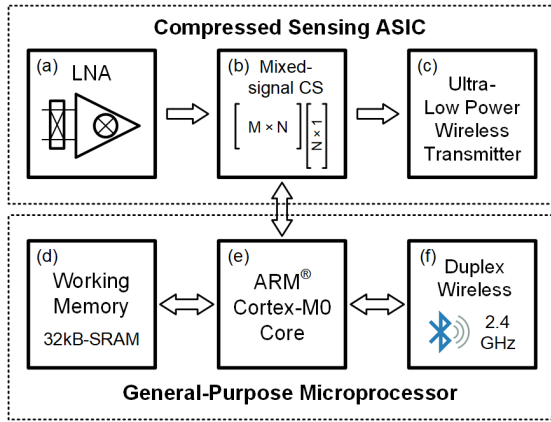 Compressed Sensing ASIC
(a)
LNA
(b) Mixed-
signal CS
M × N
N × 1
(c)
Ultra-
Low Power
Wireless
Transmitter
(d)
Working
Memory
32kB-SRAM
(e)
ARM®
Cortex-M0
Core
(f)
Duplex
Wireless
2.4
GHz
General-Purpose Microprocessor